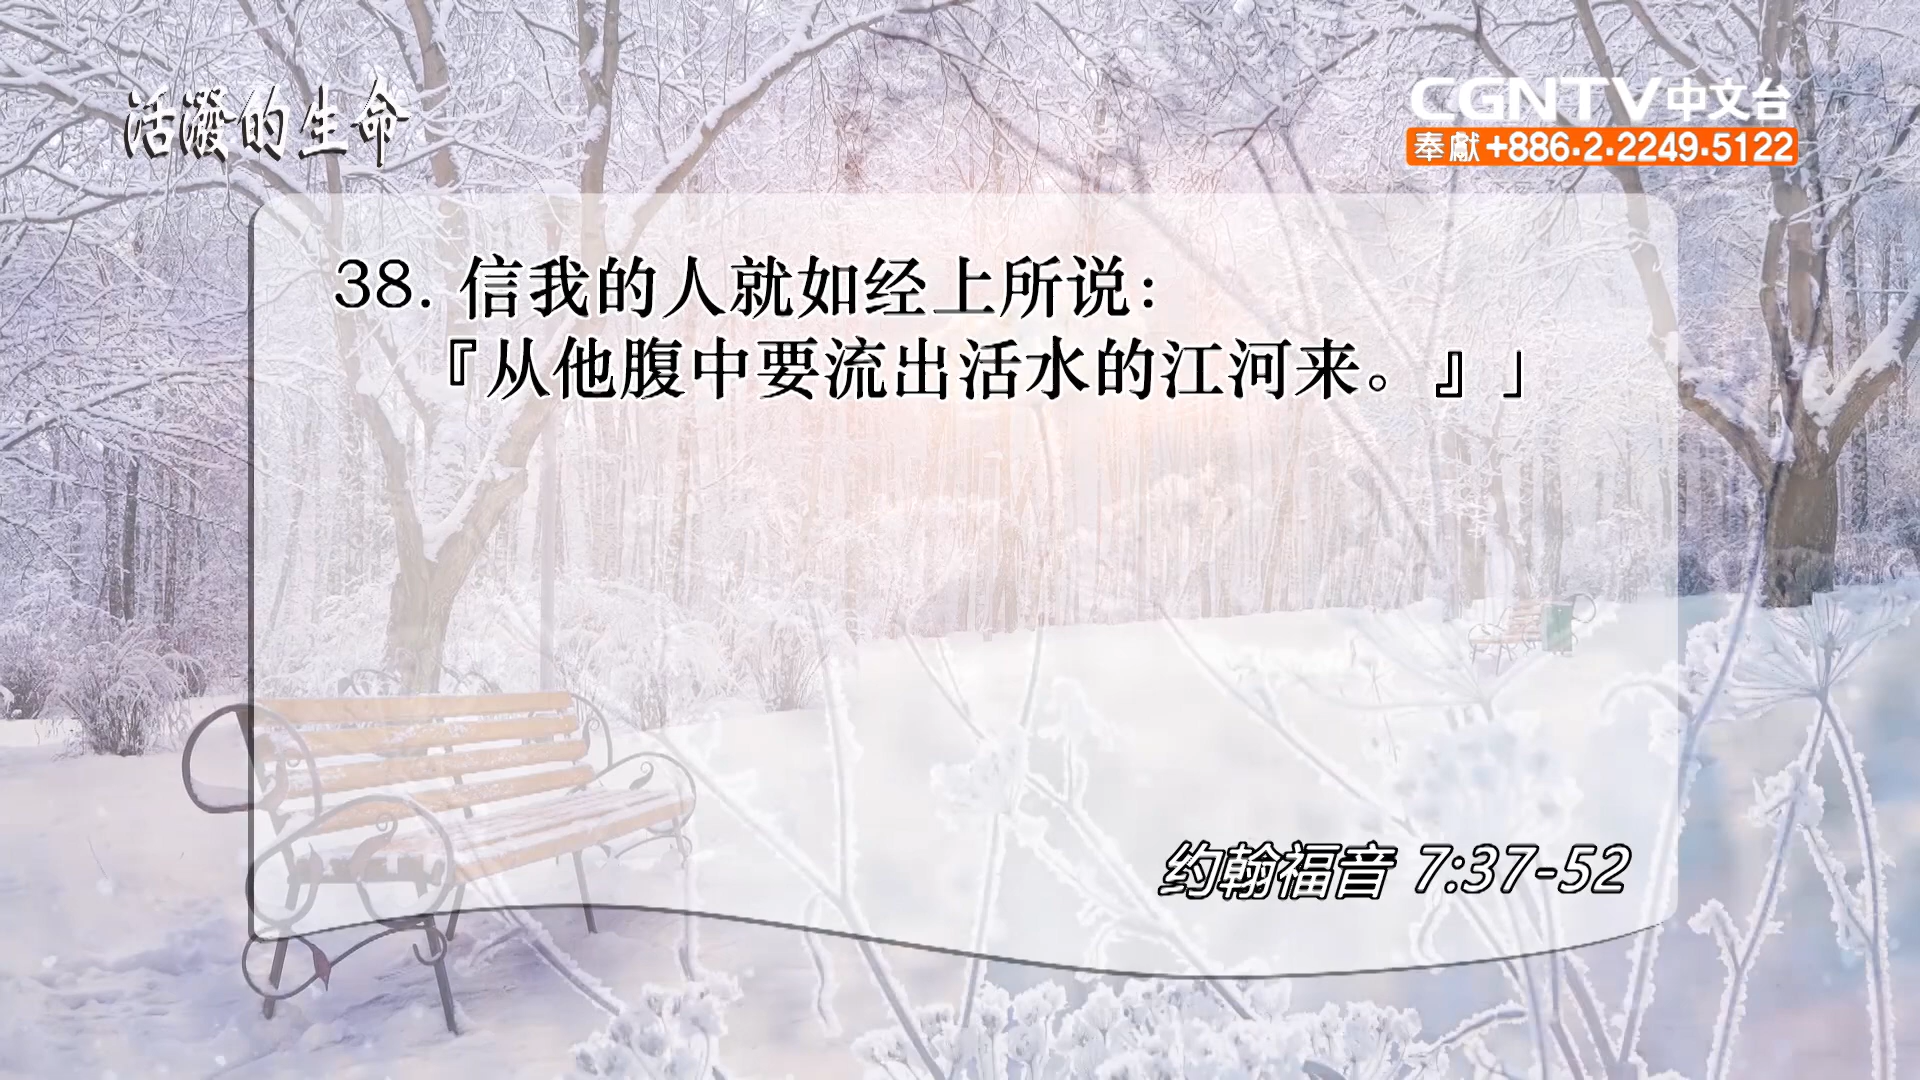 活潑的生命
CGNTV中文台
奉獻 +886·2·2249·5122
38. 信我的人就如经上所说：
『从他腹中要流出活水的江河来。』」
约翰福音 7:37-52